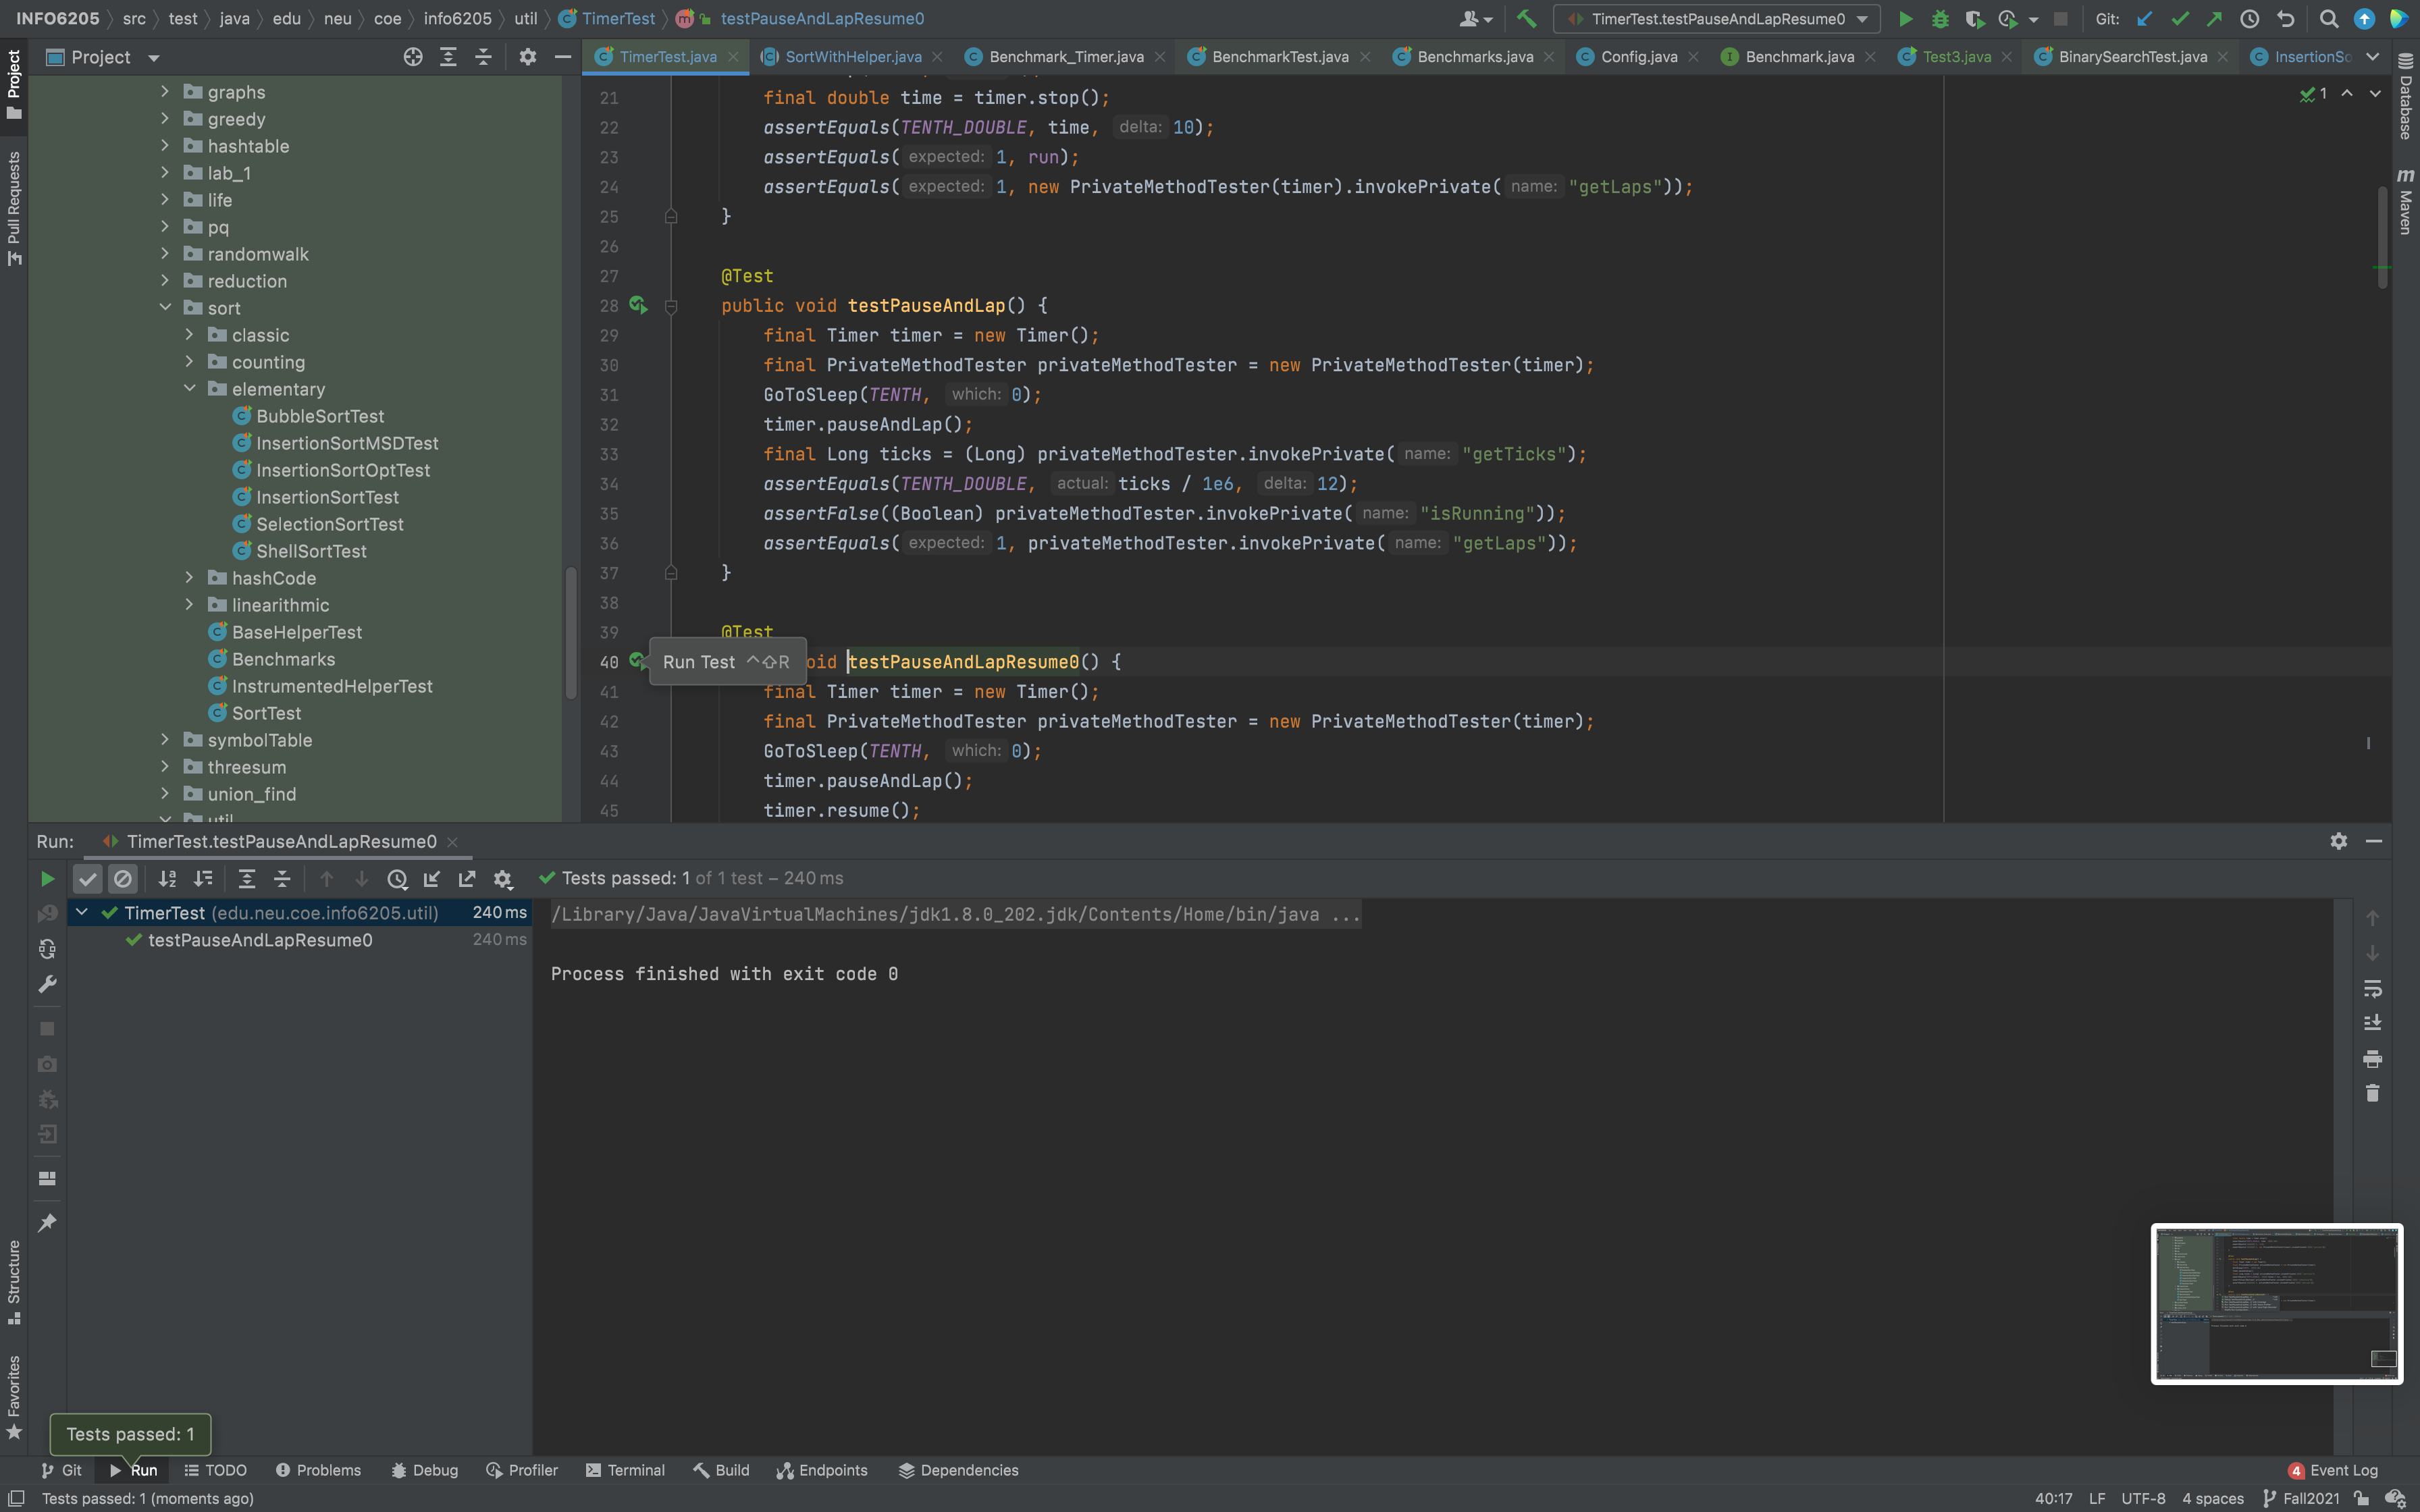 INFO6205 src test java edu neu coe info6205 util TimerTest testPauseAndLapResume0
TimerTest.testPauseAndLapResume0 Git:
Project
TimerTest.java SortWithHelper.java Benchmark_Timer.java BenchmarkTest.java Benchmarks.java Config.java Benchmark.java Test3.java BinarySearchTest.java InsertionSo
Project
Pull Requests
Structure
Favorites
Database
Maven
graphs
greedy
hashtable
lab_1
life
pq
randomwalk
reduction
sort
classic
counting
elementary
BubbleSortTest
InsertionSortMSDTest
InsertionSortOptTest
InsertionSortTest
SelectionSortTest
ShellSortTest
hashCode
linearithmic
BaseHelperTest
Benchmarks
InstrumentedHelperTest
SortTest
symbolTable
threesum
union_find
util
1
21 final double time = timer.stop();
22 assertEquals(TENTH_DOUBLE, time, delta: 10);
23 assertEquals( expected: 1, run);
24 assertEquals( expected: 1, new PrivateMethodTester(timer).invokePrivate( name: "getLaps"));
25 }
26
27 @Test
28 public void testPauseAndLap() {
29 final Timer timer = new Timer();
30 final PrivateMethodTester privateMethodTester = new PrivateMethodTester(timer);
31 GoToSleep(TENTH, which: 0);
32 timer.pauseAndLap();
33 final Long ticks = (Long) privateMethodTester.invokePrivate( name: "getTicks");
34 assertEquals(TENTH_DOUBLE, actual: ticks / 1e6, delta: 12);
35 assertFalse((Boolean) privateMethodTester.invokePrivate( name: "isRunning"));
36 assertEquals( expected: 1, privateMethodTester.invokePrivate( name: "getLaps"));
37 }
38
39 @Test
40 Run Test ^⇧R oid testPauseAndLapResume0() {
41 final Timer timer = new Timer();
42 final PrivateMethodTester privateMethodTester = new PrivateMethodTester(timer);
43 GoToSleep(TENTH, which: 0);
44 timer.pauseAndLap();
45 timer.resume();
Run: TimerTest.testPauseAndLapResume0
Tests passed: 1 of 1 test – 240 ms
TimerTest (edu.neu.coe.info6205.util) 240 ms
testPauseAndLapResume0 240 ms
/Library/Java/JavaVirtualMachines/jdk1.8.0_202.jdk/Contents/Home/bin/java ...
Process finished with exit code 0
Tests passed: 1
Git Run TODO Problems Debug Profiler Terminal Build Endpoints Dependencies 4 Event Log
Tests passed: 1 (moments ago) 40:17 LF UTF-8 4 spaces Fall2021